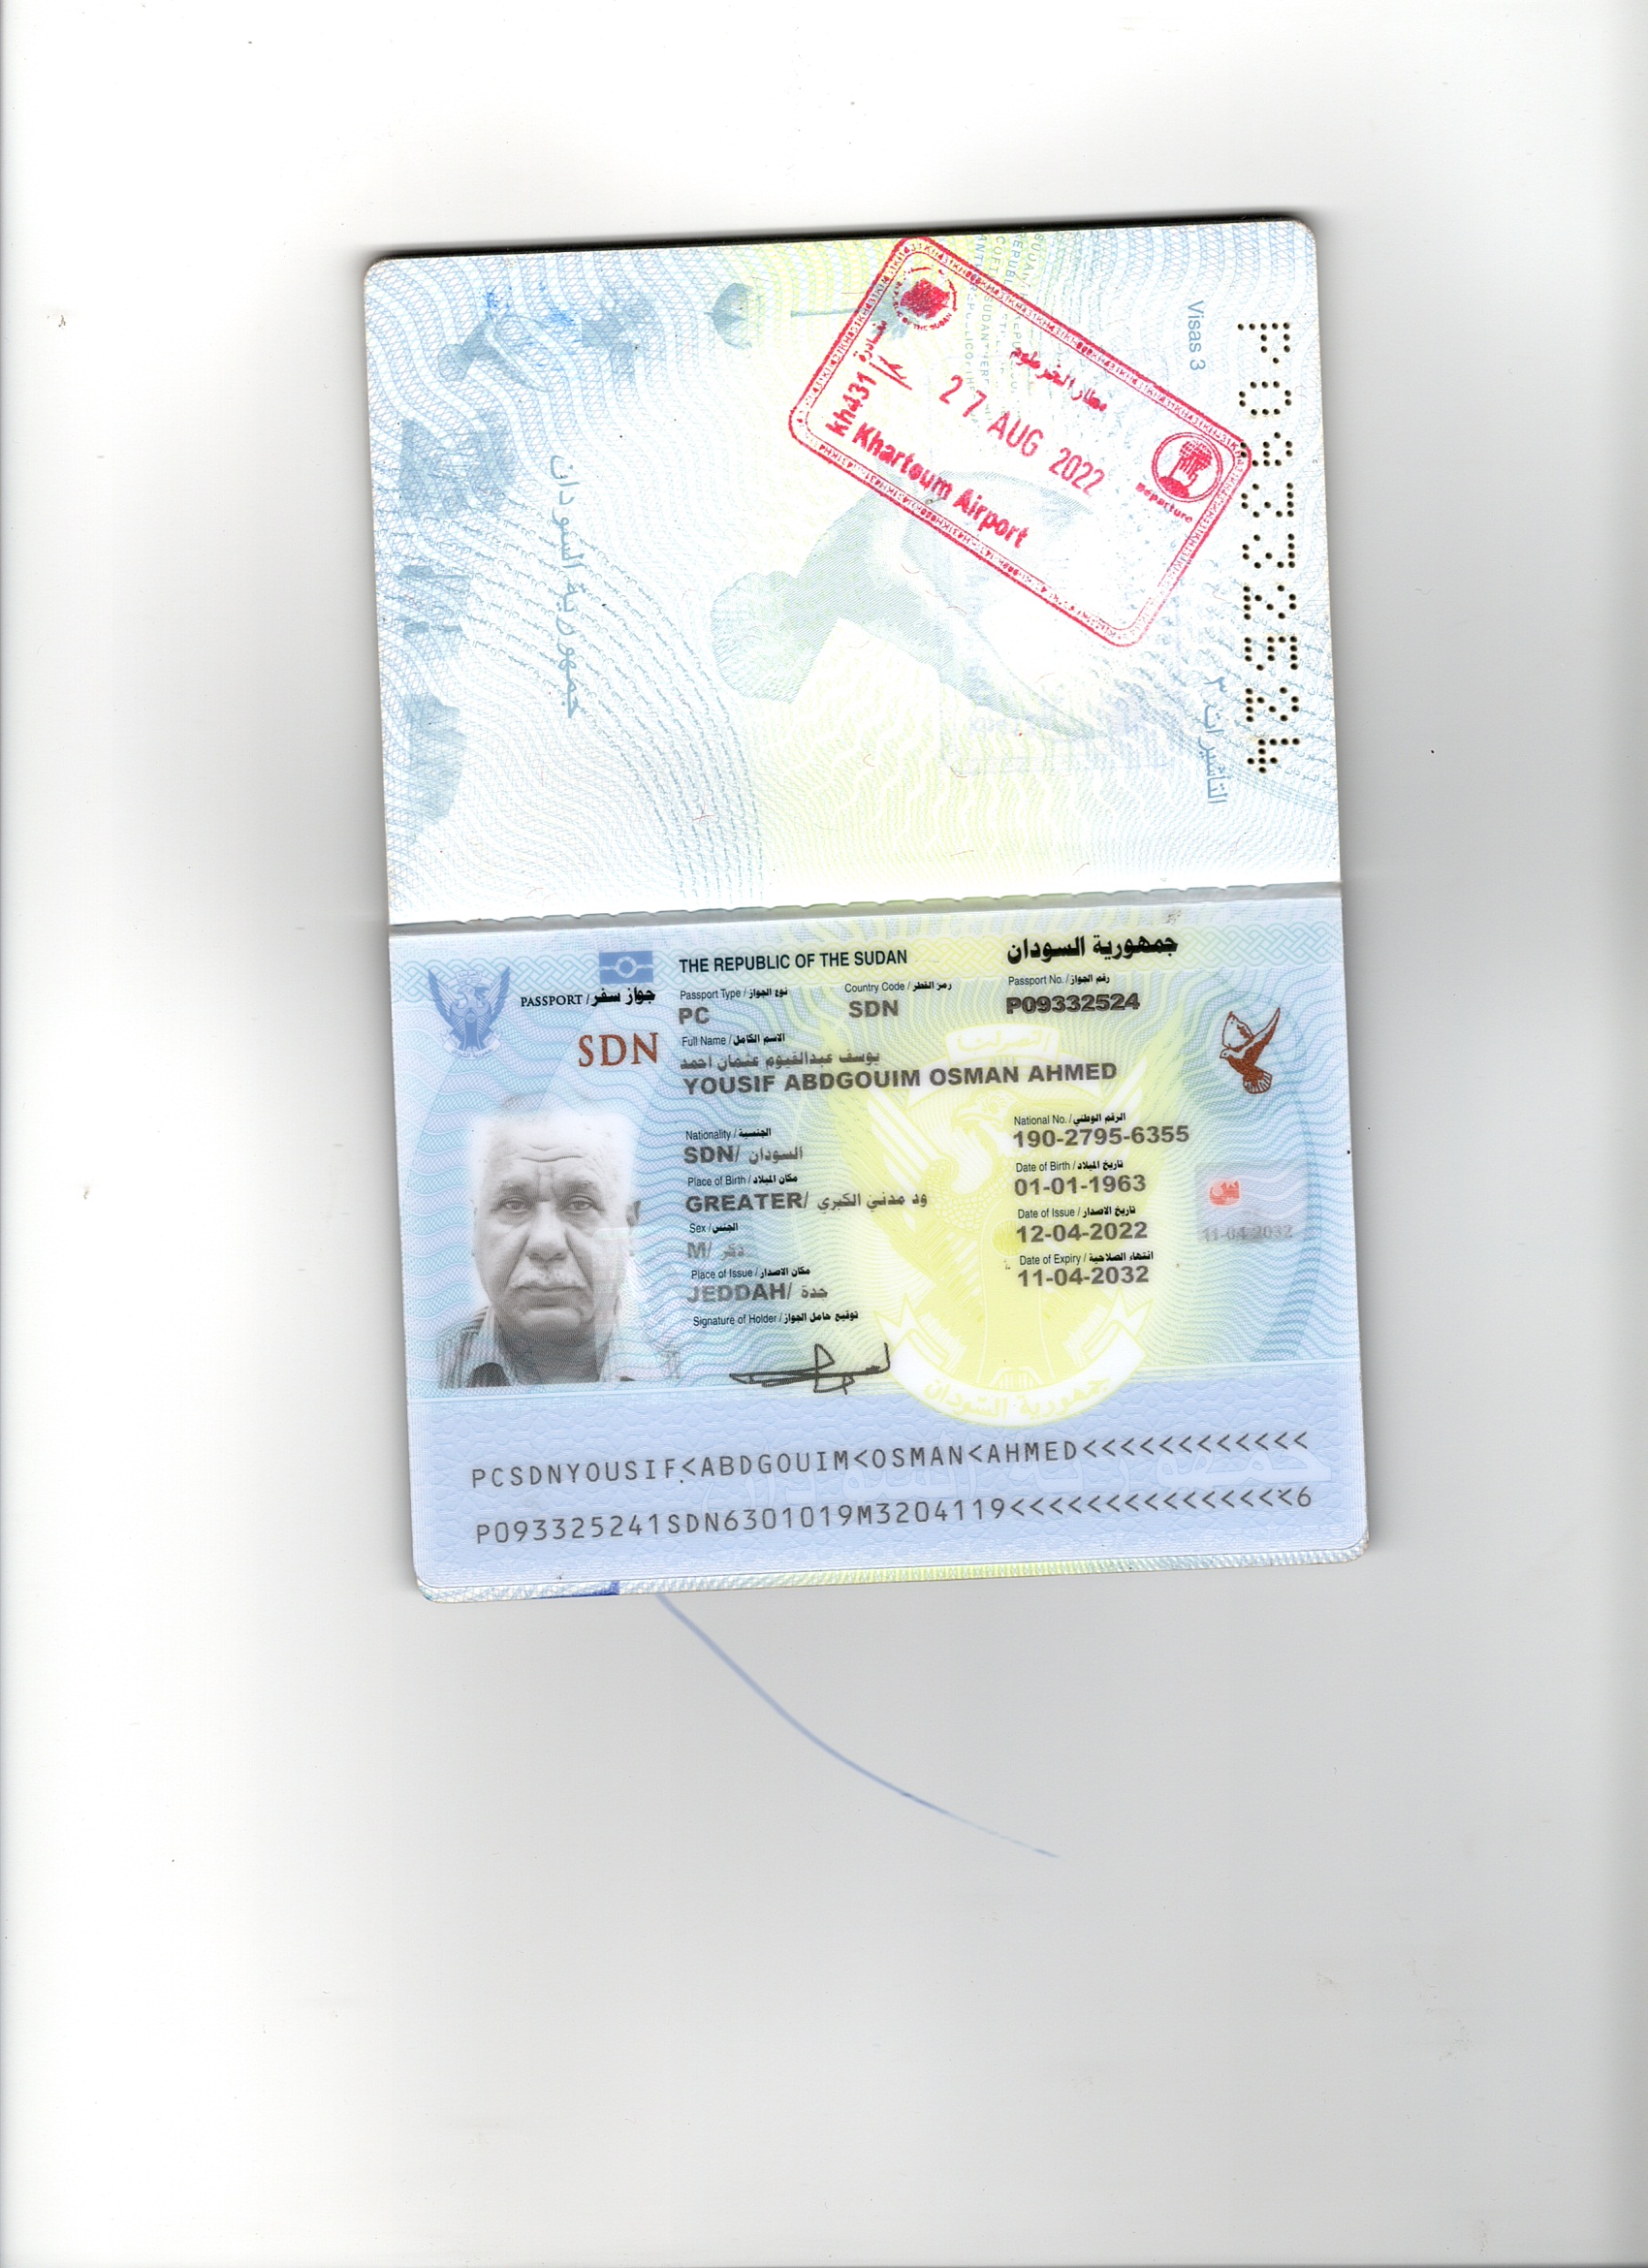 Visas 3
التأشيرات ٣
P09332524
جمهورية السودان
مغادرة
مطار الخرطوم
kh431
27 AUG 2022
Khartoum Airport
Departure
THE REPUBLIC OF THE SUDAN
جمهورية السودان
PASSPORT / جواز سفر
SDN
Passport Type / نوع الجواز
PC
Country Code / رمز القطر
SDN
Passport No. / رقم الجواز
P09332524
Full Name / الاسم الكامل
يوسف عبدالقيوم عثمان احمد
YOUSIF ABDGOUIM OSMAN AHMED
Nationality / الجنسية
SDN/ السودان
National No. / الرقم الوطني
190-2795-6355
Place of Birth / مكان الميلاد
GREATER/ ود مدني الكبري
Date of Birth / تاريخ الميلاد
01-01-1963
Sex / الجنس
M/ ذكر
Date of Issue / تاريخ الاصدار
12-04-2022
Place of Issue / مكان الاصدار
JEDDAH/ جدة
Date of Expiry / انتهاء الصلاحية
11-04-2032
11-04-2032
Signature of Holder / توقيع حامل الجواز
النصر لنا
جمهورية السودان
PCSDNYOUSIF<ABDGOUIM<OSMAN<AHMED<<<<<<<<<<<<
P093325241SDN6301019M3204119<<<<<<<<<<<<<<<6